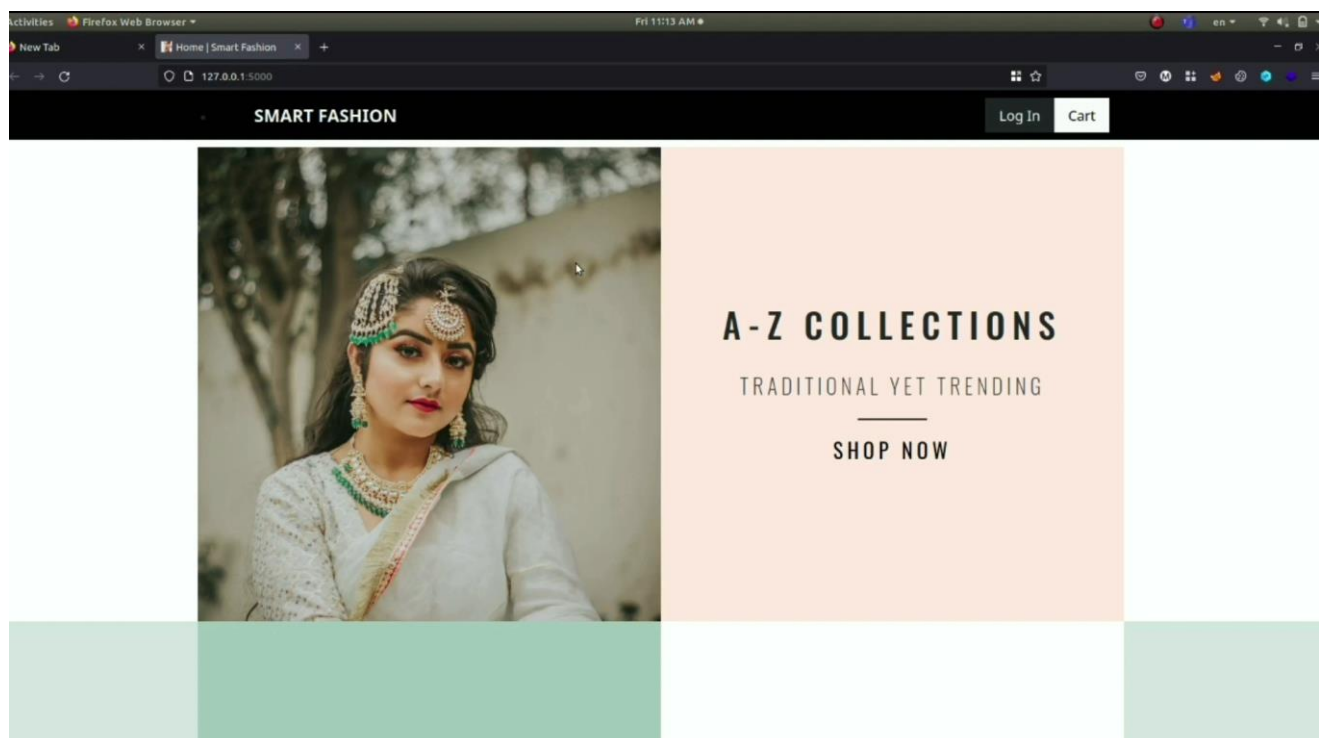 Activities Firefox Web Browser Fri 11:13 AM en
New Tab Home | Smart Fashion
127.0.0.1:5000
SMART FASHION Log In Cart
A-Z COLLECTIONS
TRADITIONAL YET TRENDING
SHOP NOW